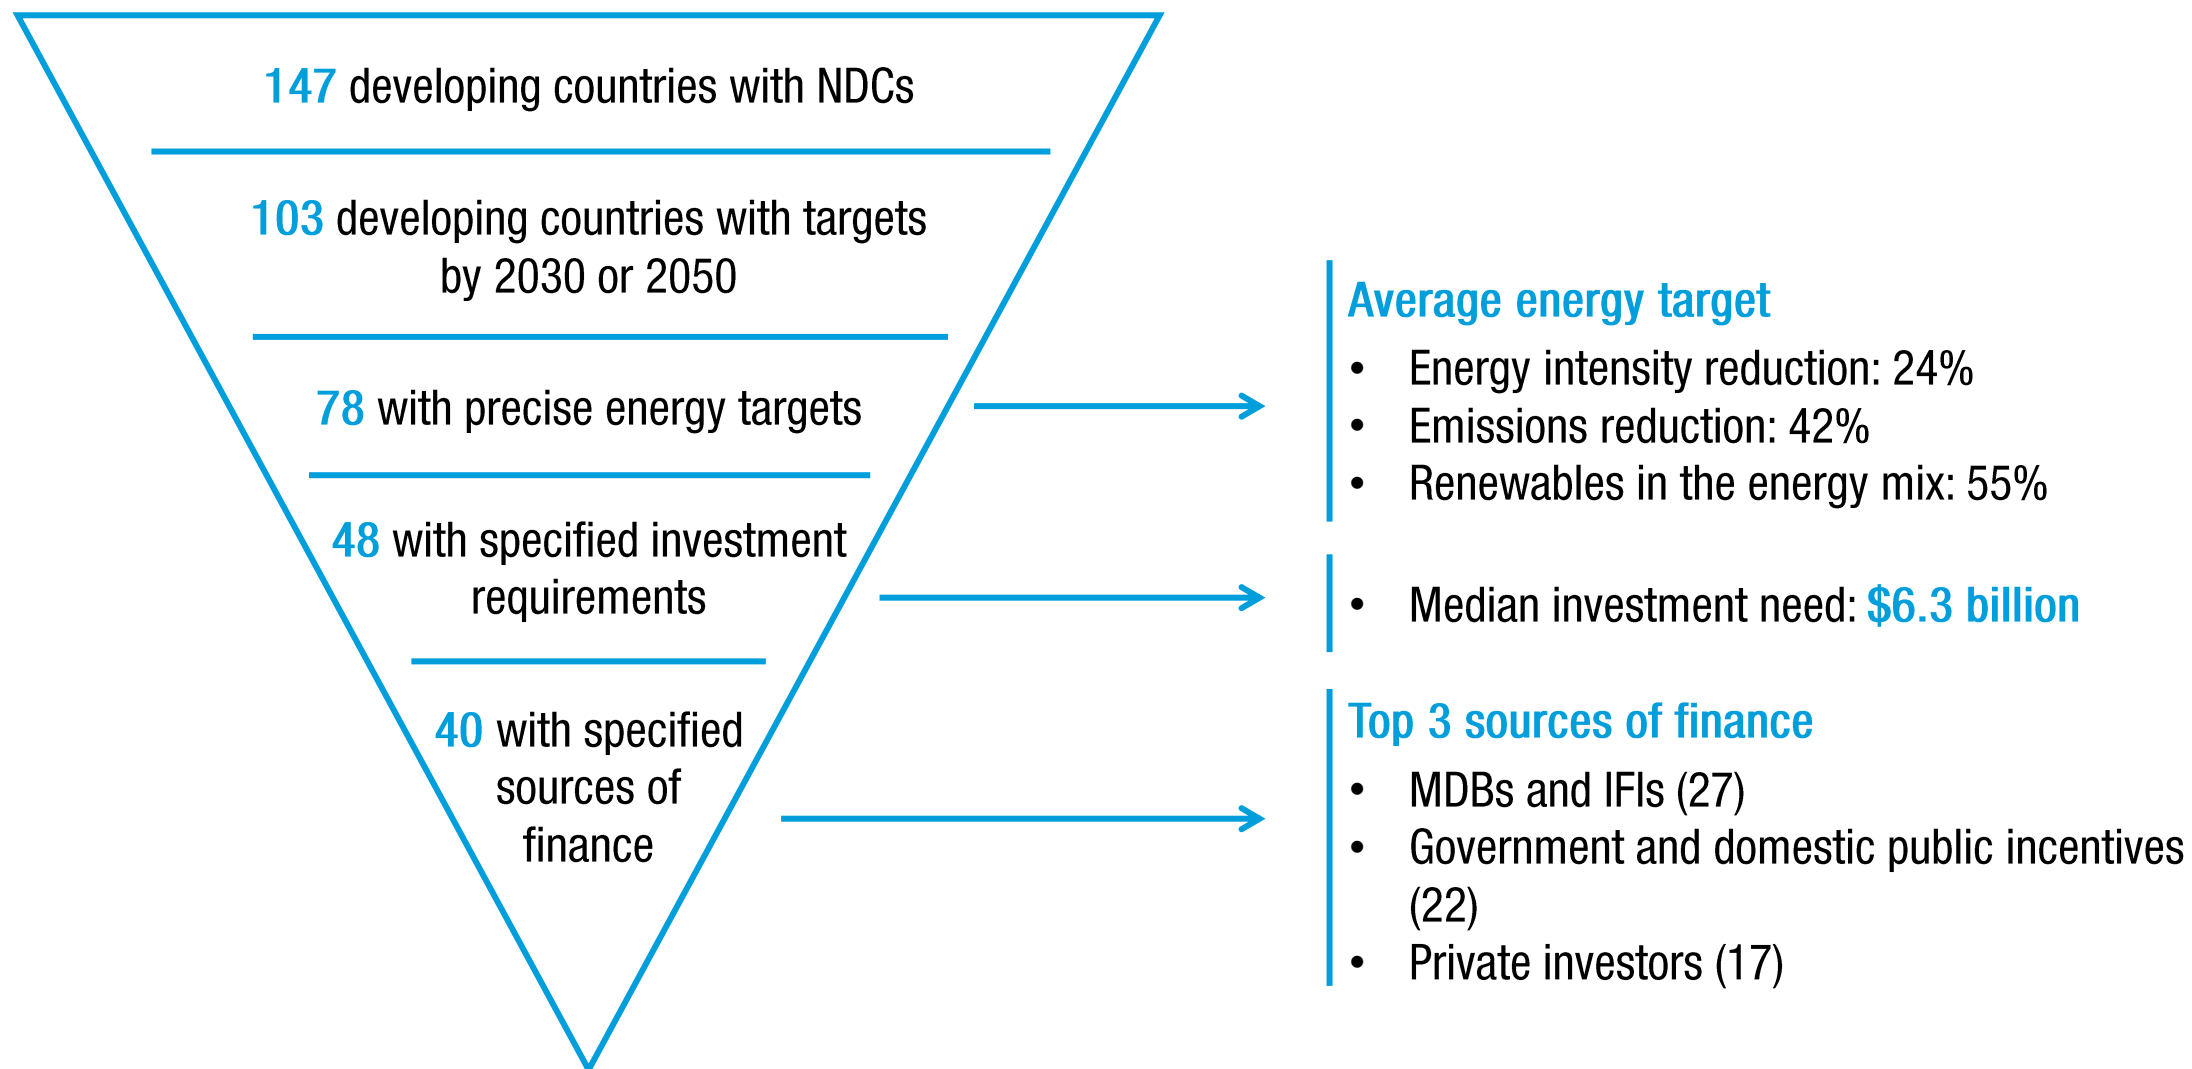 147 developing countries with NDCs
103 developing countries with targets
by 2030 or 2050
78 with precise energy targets
48 with specified investment
requirements
40 with specified
sources of
finance
Average energy target
• Energy intensity reduction: 24%
• Emissions reduction: 42%
• Renewables in the energy mix: 55%
• Median investment need: $6.3 billion
Top 3 sources of finance
• MDBs and IFIs (27)
• Government and domestic public incentives
(22)
• Private investors (17)